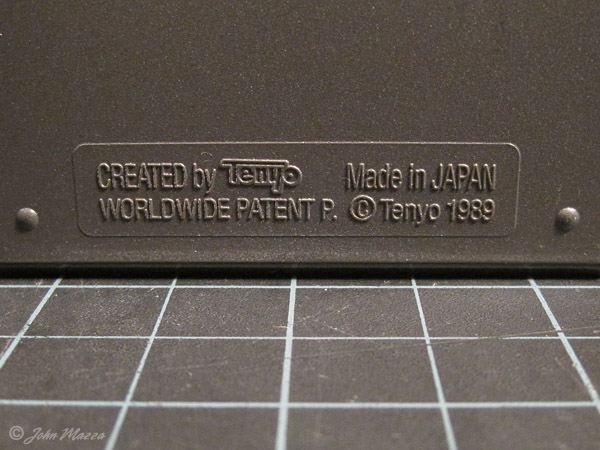 CREATED by Tenyo Made in JAPAN
WORLDWIDE PATENT P. © Tenyo 1989
© John Mazza